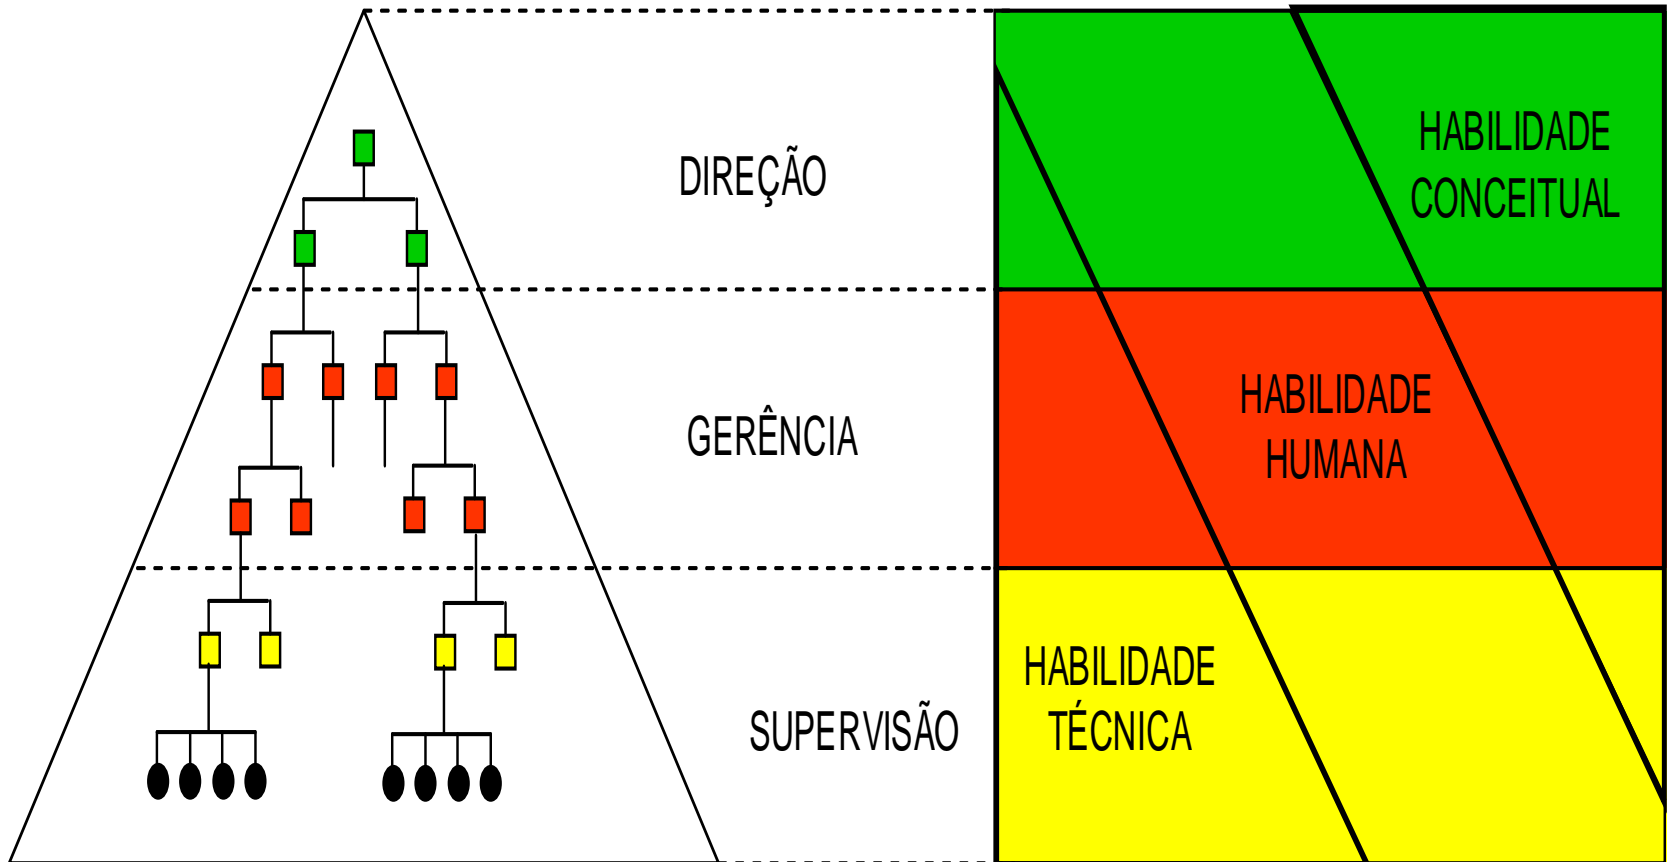 DIREÇÃO
HABILIDADE
CONCEITUAL
GERÊNCIA
HABILIDADE
HUMANA
SUPERVISÃO
HABILIDADE
TÉCNICA